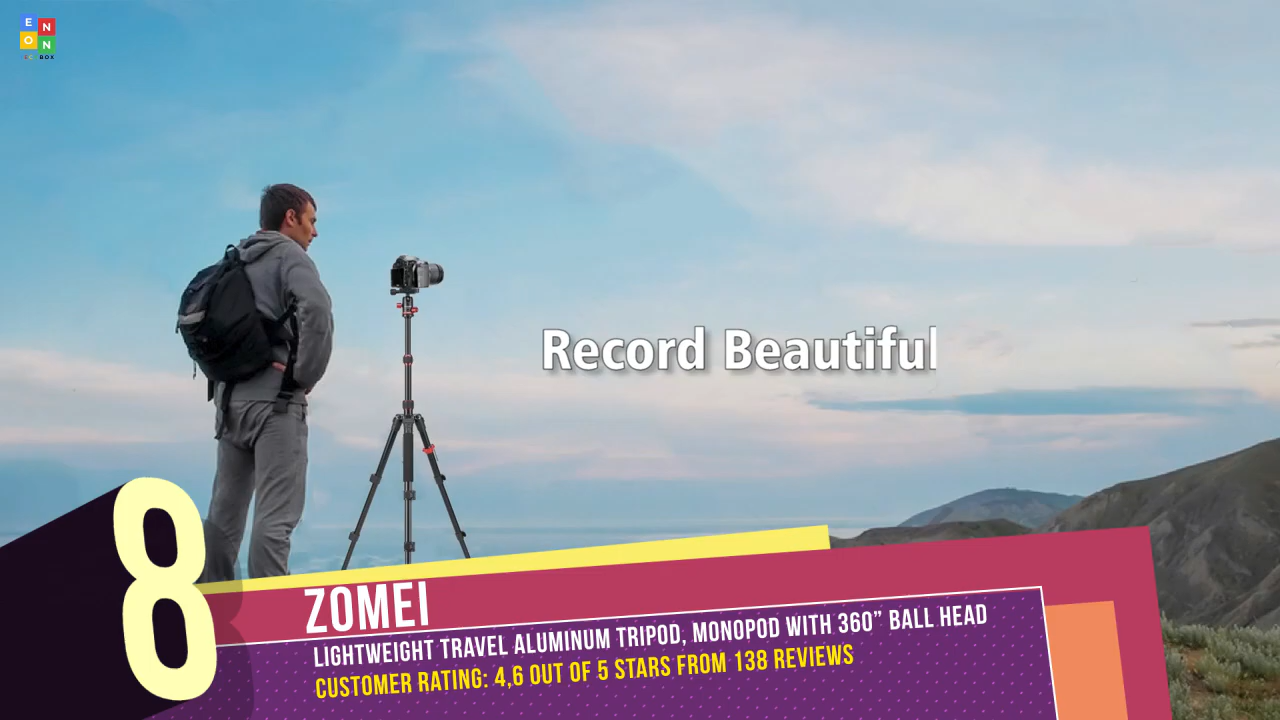 E N
O N
BOX
Record Beautiful
8
ZOMEI
LIGHTWEIGHT TRAVEL ALUMINUM TRIPOD, MONOPOD WITH 360” BALL HEAD
CUSTOMER RATING: 4,6 OUT OF 5 STARS FROM 138 REVIEWS